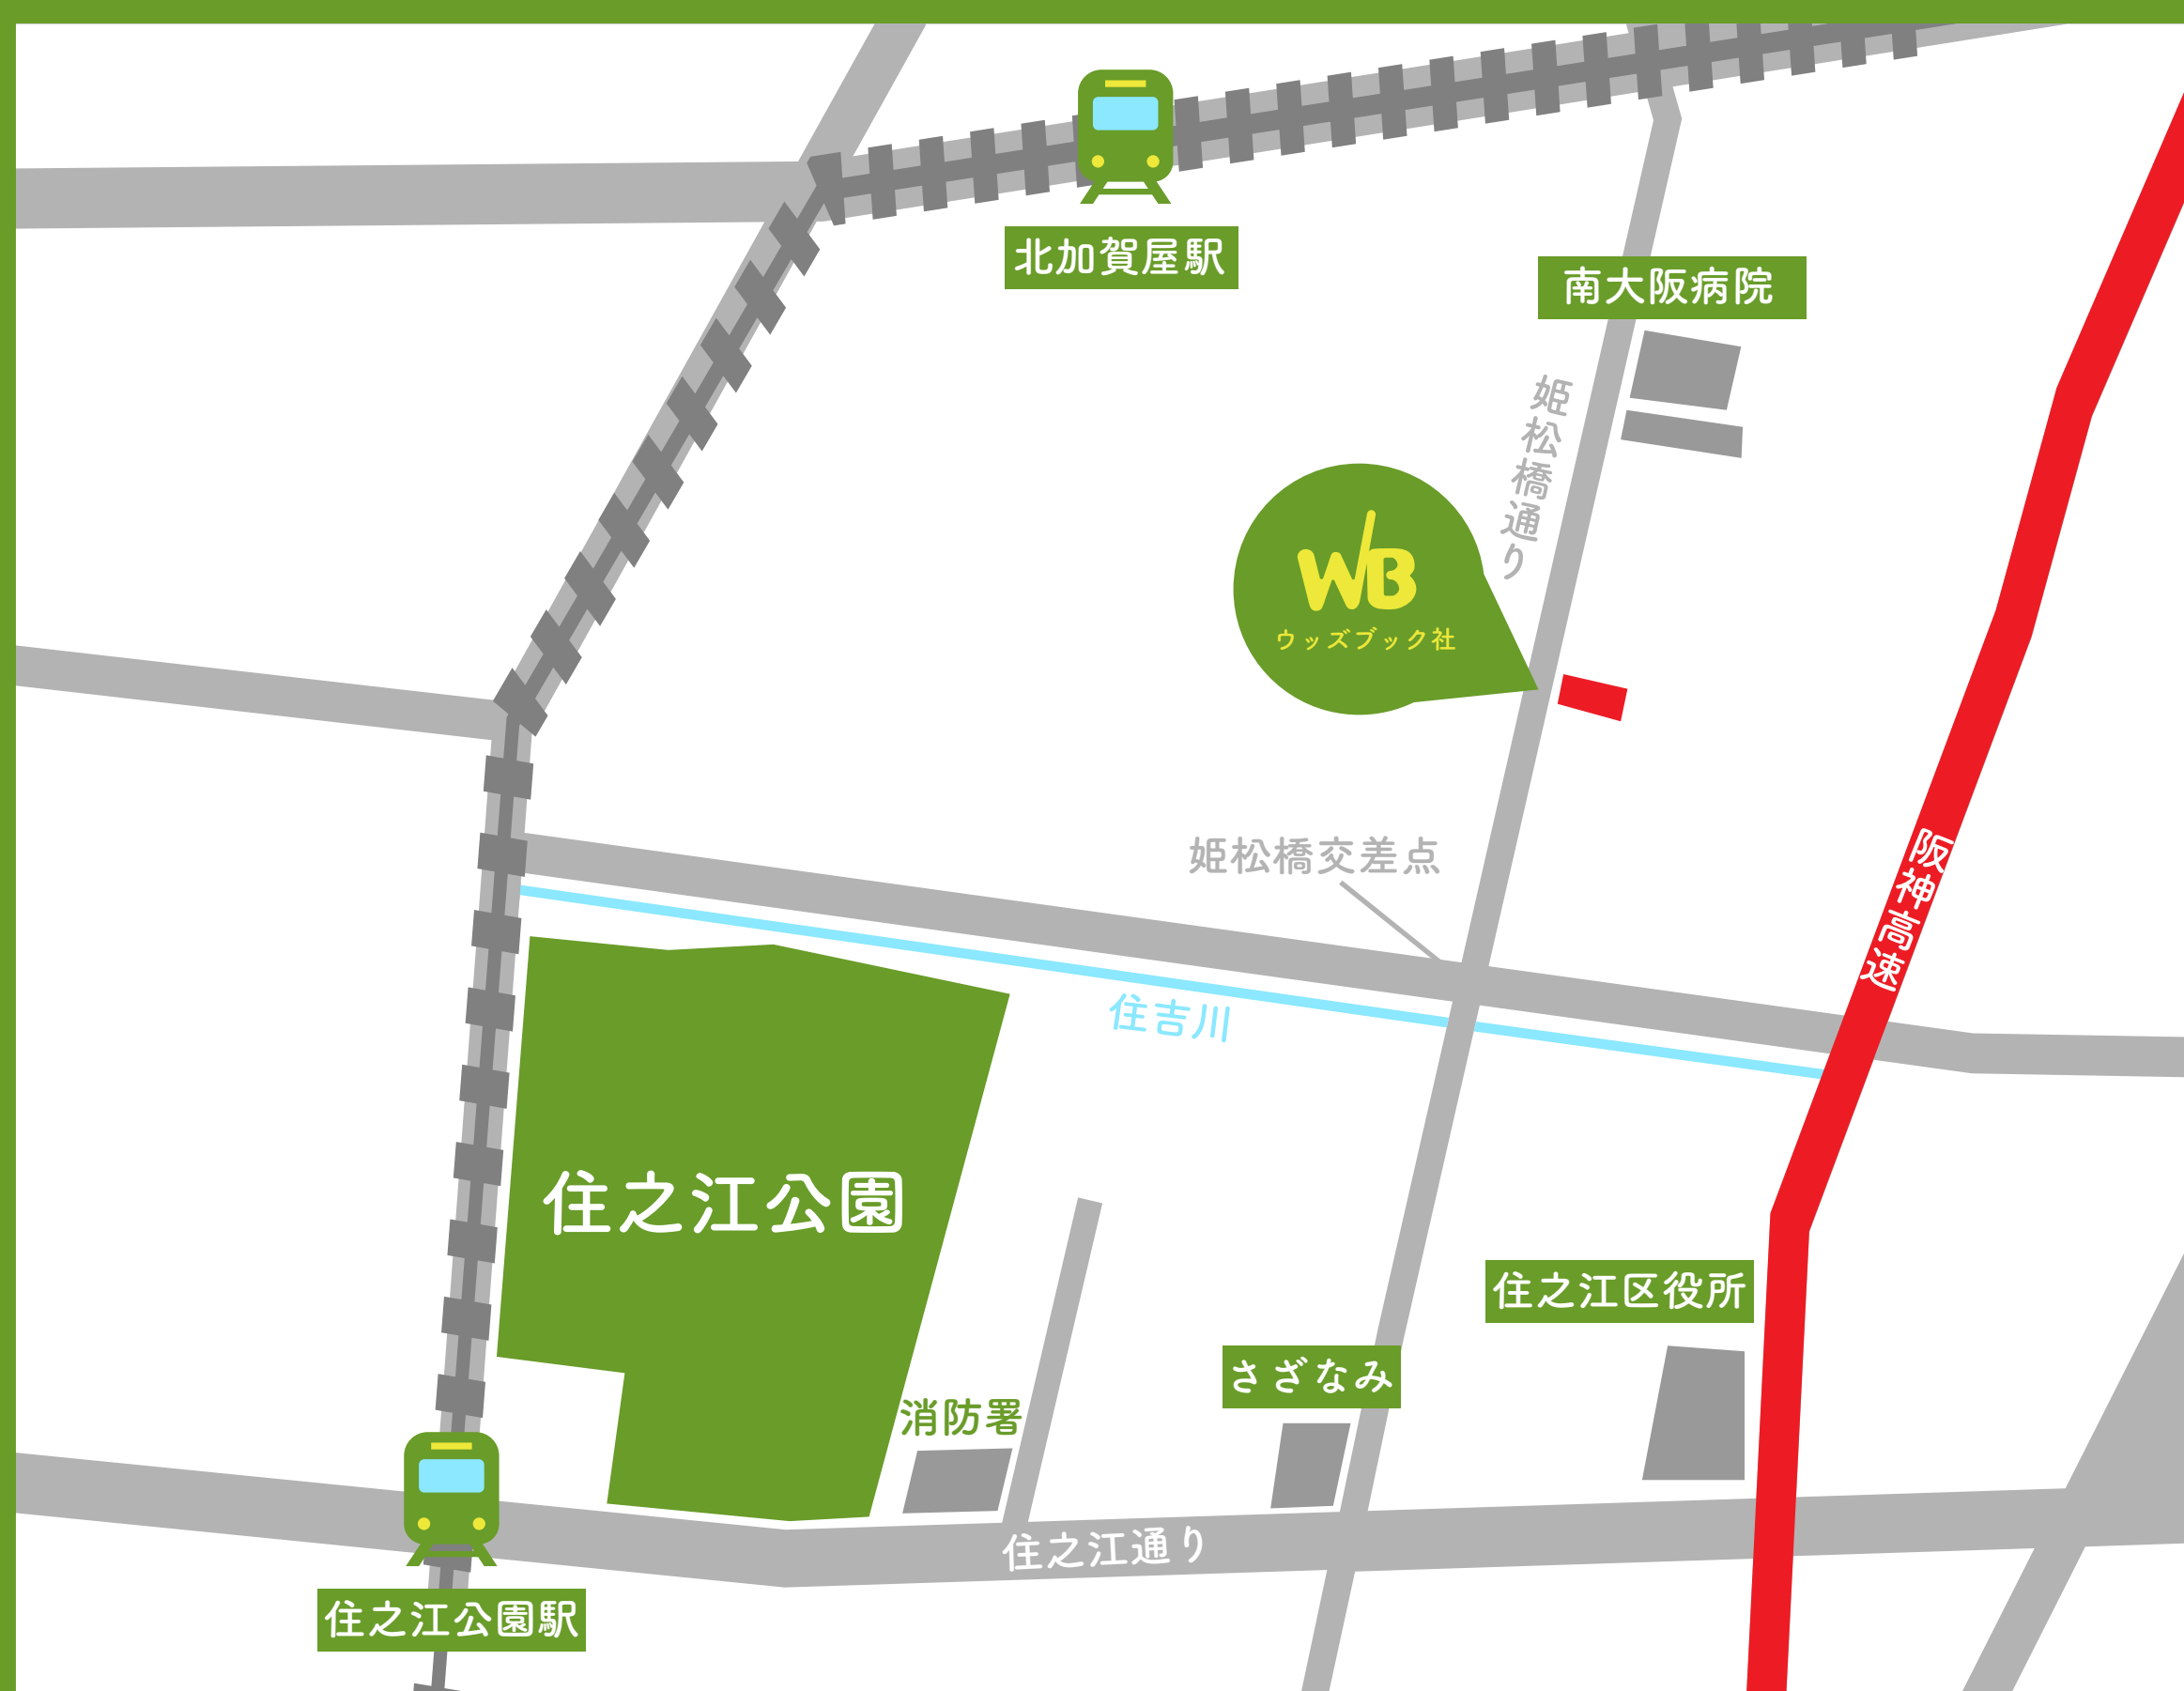 北加賀屋駅
南大阪病院
姫松橋通り
WB
ウッズブック社
姫松橋交差点
阪神高速
住吉川
住之江公園
住之江区役所
さざなみ
消防署
住之江通り
住之江公園駅